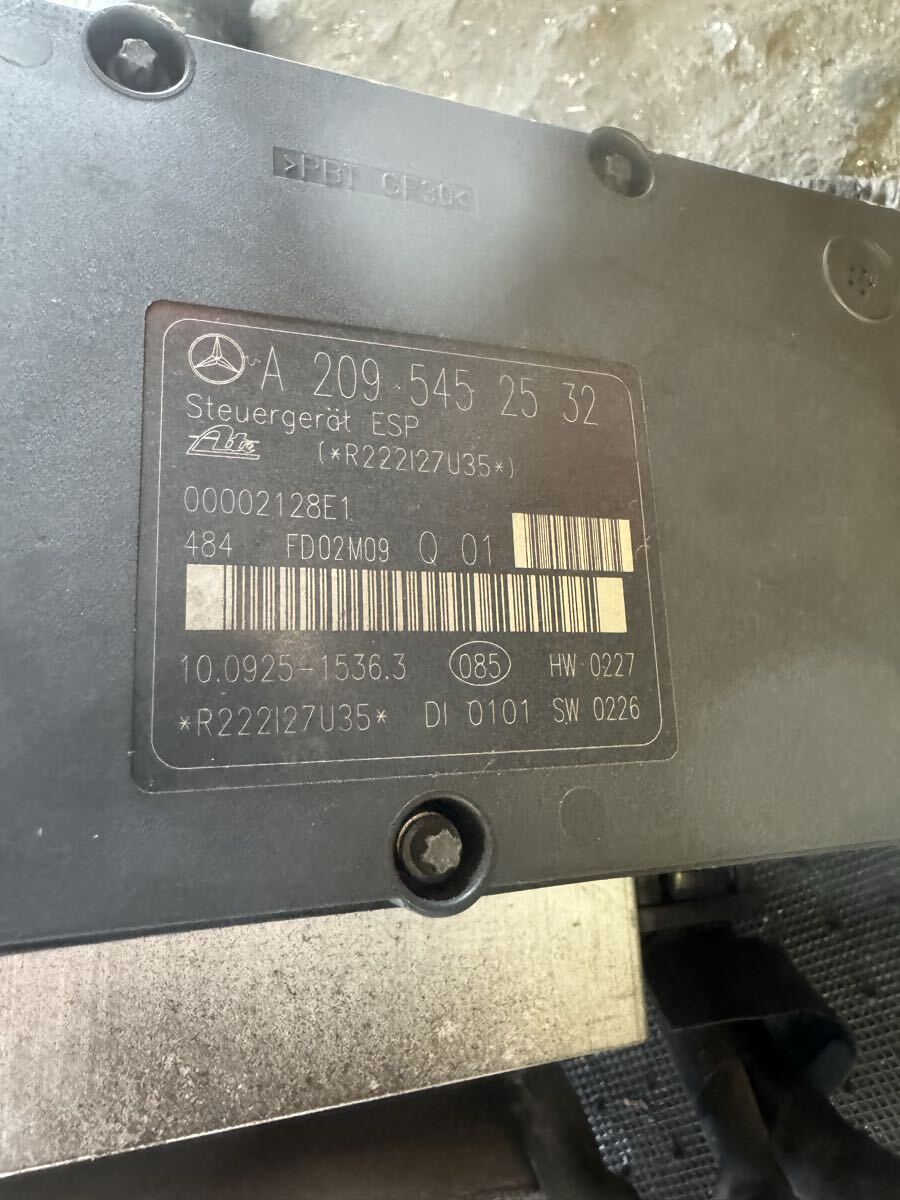 >PBT GF30<
A 209 545 25 32
Steuergerät ESP
Ate
(*R222I27U35*)
00002128E1
484 FD02M09 Q 01
10.0925-1536.3 085 HW 0227
*R222I27U35* DI 0101 SW 0226